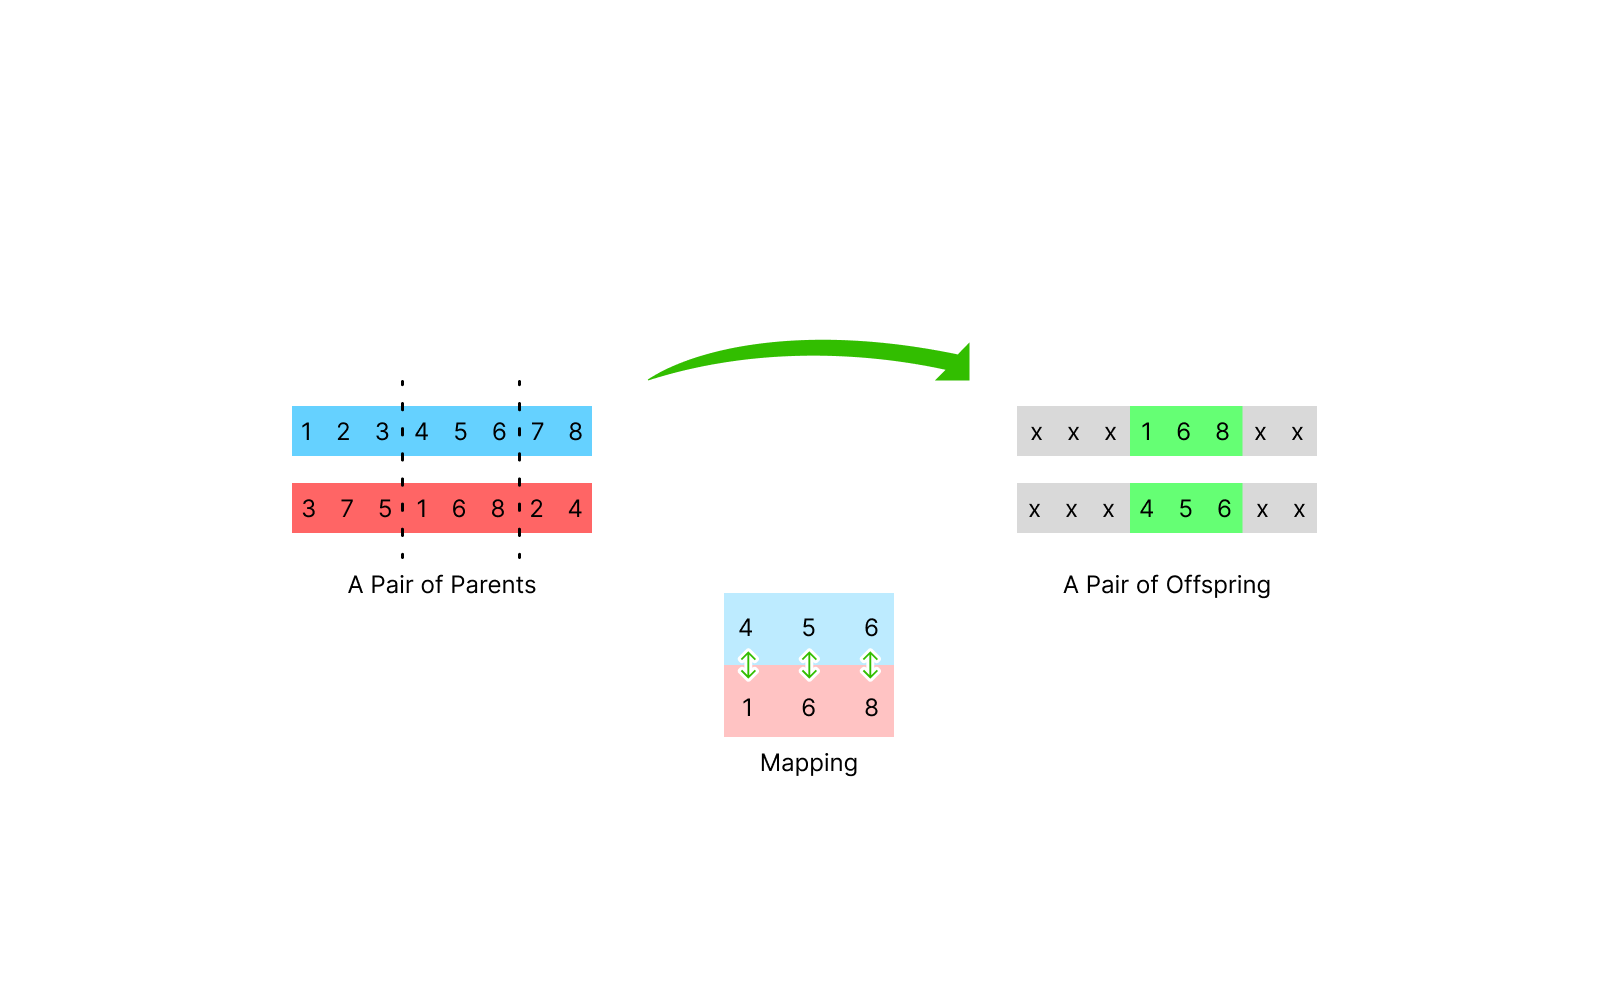 1 2 3 4 5 6 7 8
3 7 5 1 6 8 2 4
A Pair of Parents
x x x 1 6 8 x x
x x x 4 5 6 x x
A Pair of Offspring
4 5 6
1 6 8
Mapping